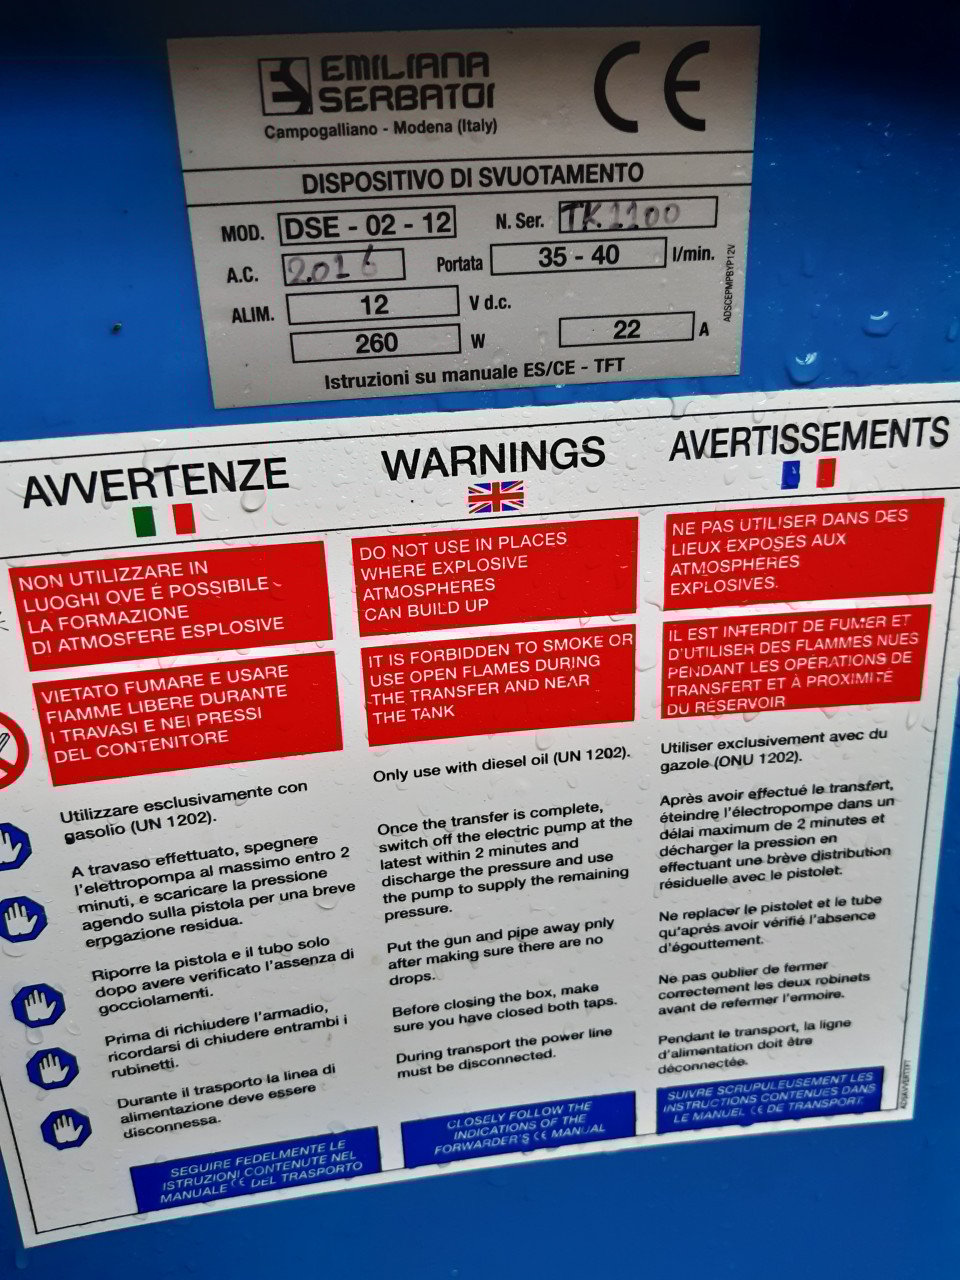 EMILIANA
SERBATOI
Campogalliano - Modena (Italy)
CE
DISPOSITIVO DI SVUOTAMENTO
MOD. DSE - 02 - 12 N. Ser. TK1100
A.C. 2016 Portata 35 - 40 l/min.
ALIM. 12 V d.c.
260 W 22 A
Istruzioni su manuale ES/CE - TFT
ADSCEPMPBYP12V
AVVERTENZE
NON UTILIZZARE IN
LUOGHI OVE É POSSIBILE
LA FORMAZIONE
DI ATMOSFERE ESPLOSIVE
VIETATO FUMARE E USARE
FIAMME LIBERE DURANTE
I TRAVASI E NEI PRESSI
DEL CONTENITORE
Utilizzare esclusivamente con
gasolio (UN 1202).
A travaso effettuato, spegnere
l'elettropompa al massimo entro 2
minuti, e scaricare la pressione
agendo sulla pistola per una breve
erpgazione residua.
Riporre la pistola e il tubo solo
dopo avere verificato l'assenza di
gocciolamenti.
Prima di richiudere l'armadio,
ricordarsi di chiudere entrambi i
rubinetti.
Durante il trasporto la linea di
alimentazione deve essere
disconnessa.
SEGUIRE FEDELMENTE LE
ISTRUZIONI CONTENUTE NEL
MANUALE CE DEL TRASPORTO
WARNINGS
DO NOT USE IN PLACES
WHERE EXPLOSIVE
ATMOSPHERES
CAN BUILD UP
IT IS FORBIDDEN TO SMOKE OR
USE OPEN FLAMES DURING
THE TRANSFER AND NEAR
THE TANK
Only use with diesel oil (UN 1202).
Once the transfer is complete,
switch off the electric pump at the
latest within 2 minutes and
discharge the pressure and use
the pump to supply the remaining
pressure.
Put the gun and pipe away pnly
after making sure there are no
drops.
Before closing the box, make
sure you have closed both taps.
During transport the power line
must be disconnected.
CLOSELY FOLLOW THE
INDICATIONS OF THE
FORWARDER'S CE MANUAL
AVERTISSEMENTS
NE PAS UTILISER DANS DES
LIEUX EXPOSÉS AUX
ATMOSPHÈRES
EXPLOSIVES.
IL EST INTERDIT DE FUMER ET
D'UTILISER DES FLAMMES NUES
PENDANT LES OPÉRATIONS DE
TRANSFERT ET À PROXIMITÉ
DU RÉSERVOIR
Utiliser exclusivement avec du
gazole (ONU 1202).
Après avoir effectué le transfert,
éteindre l'électropompe dans un
délai maximum de 2 minutes et
décharger la pression en
effectuant une brève distribution
résiduelle avec le pistolet.
Ne replacer le pistolet et le tube
qu'après avoir vérifié l'absence
d'égouttement.
Ne pas oublier de fermer
correctement les deux robinets
avant de refermer l'ermoire.
Pendant le transport, la ligne
d'alimentation doit être
déconnectée.
SUIVRE SCRUPULEUSEMENT LES
INSTRUCTIONS CONTENUES DANS
LE MANUEL CE DE TRANSPORT